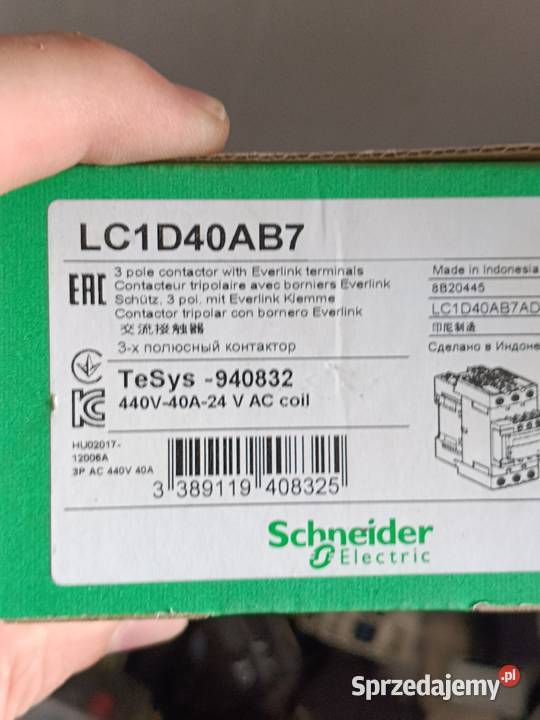 LC1D40AB7
EAC
3 pole contactor with Everlink terminals
Contacteur tripolaire avec borniers Everlink
Schütz, 3 pol. mit Everlink Klemme
Contactor tripolar con bornero Everlink
交流接触器
3-х полюсный контактор
Made in Indonesia
8B20445
LC1D40AB7AD
印尼制造
Сделано в Индоне
TeSys -940832
440V-40A-24 V AC coil
HU02017-
12006A
3P AC 440V 40A
3 389119 408325
Schneider
Electric
Sprzedajemy.pl